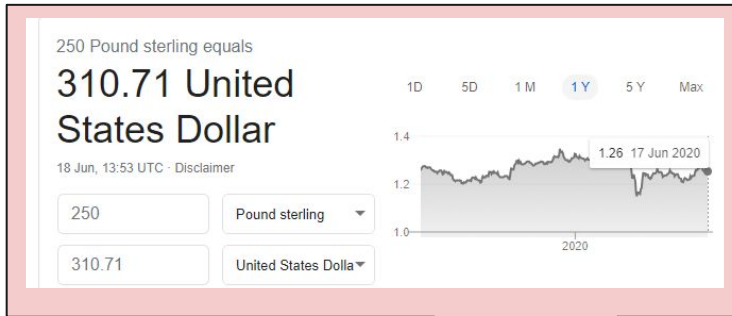 250 Pound sterling equals
310.71 United
States Dollar
18 Jun, 13:53 UTC · Disclaimer
250 Pound sterling
310.71 United States Dolla
1D 5D 1 M 1 Y 5 Y Max
1.4
1.26 17 Jun 2020
1.2
1.0
2020